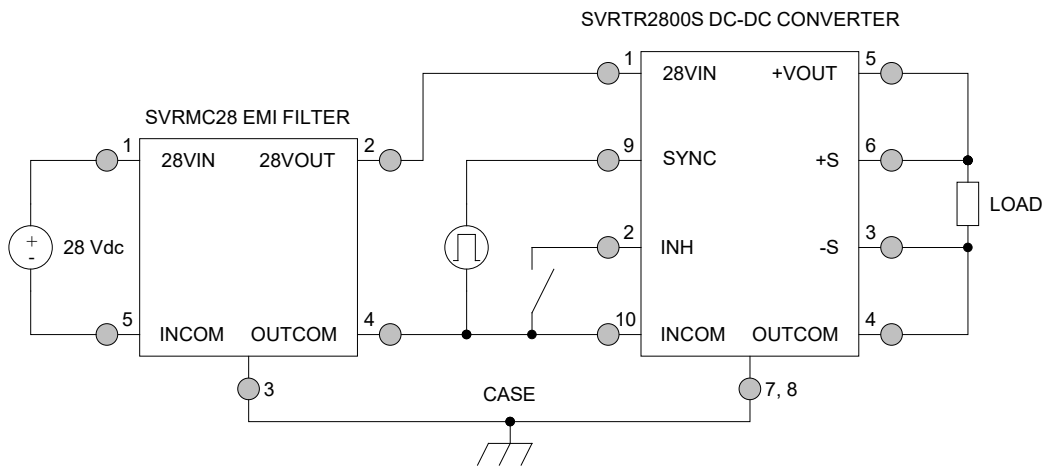 SVRTR2800S DC-DC CONVERTER
1 28VIN +VOUT 5
SVRMC28 EMI FILTER
1 28VIN 28VOUT 2
9 SYNC +S 6
LOAD
+
-
28 Vdc
2 INH -S 3
5 INCOM OUTCOM 4
10 INCOM OUTCOM 4
3
CASE
7, 8